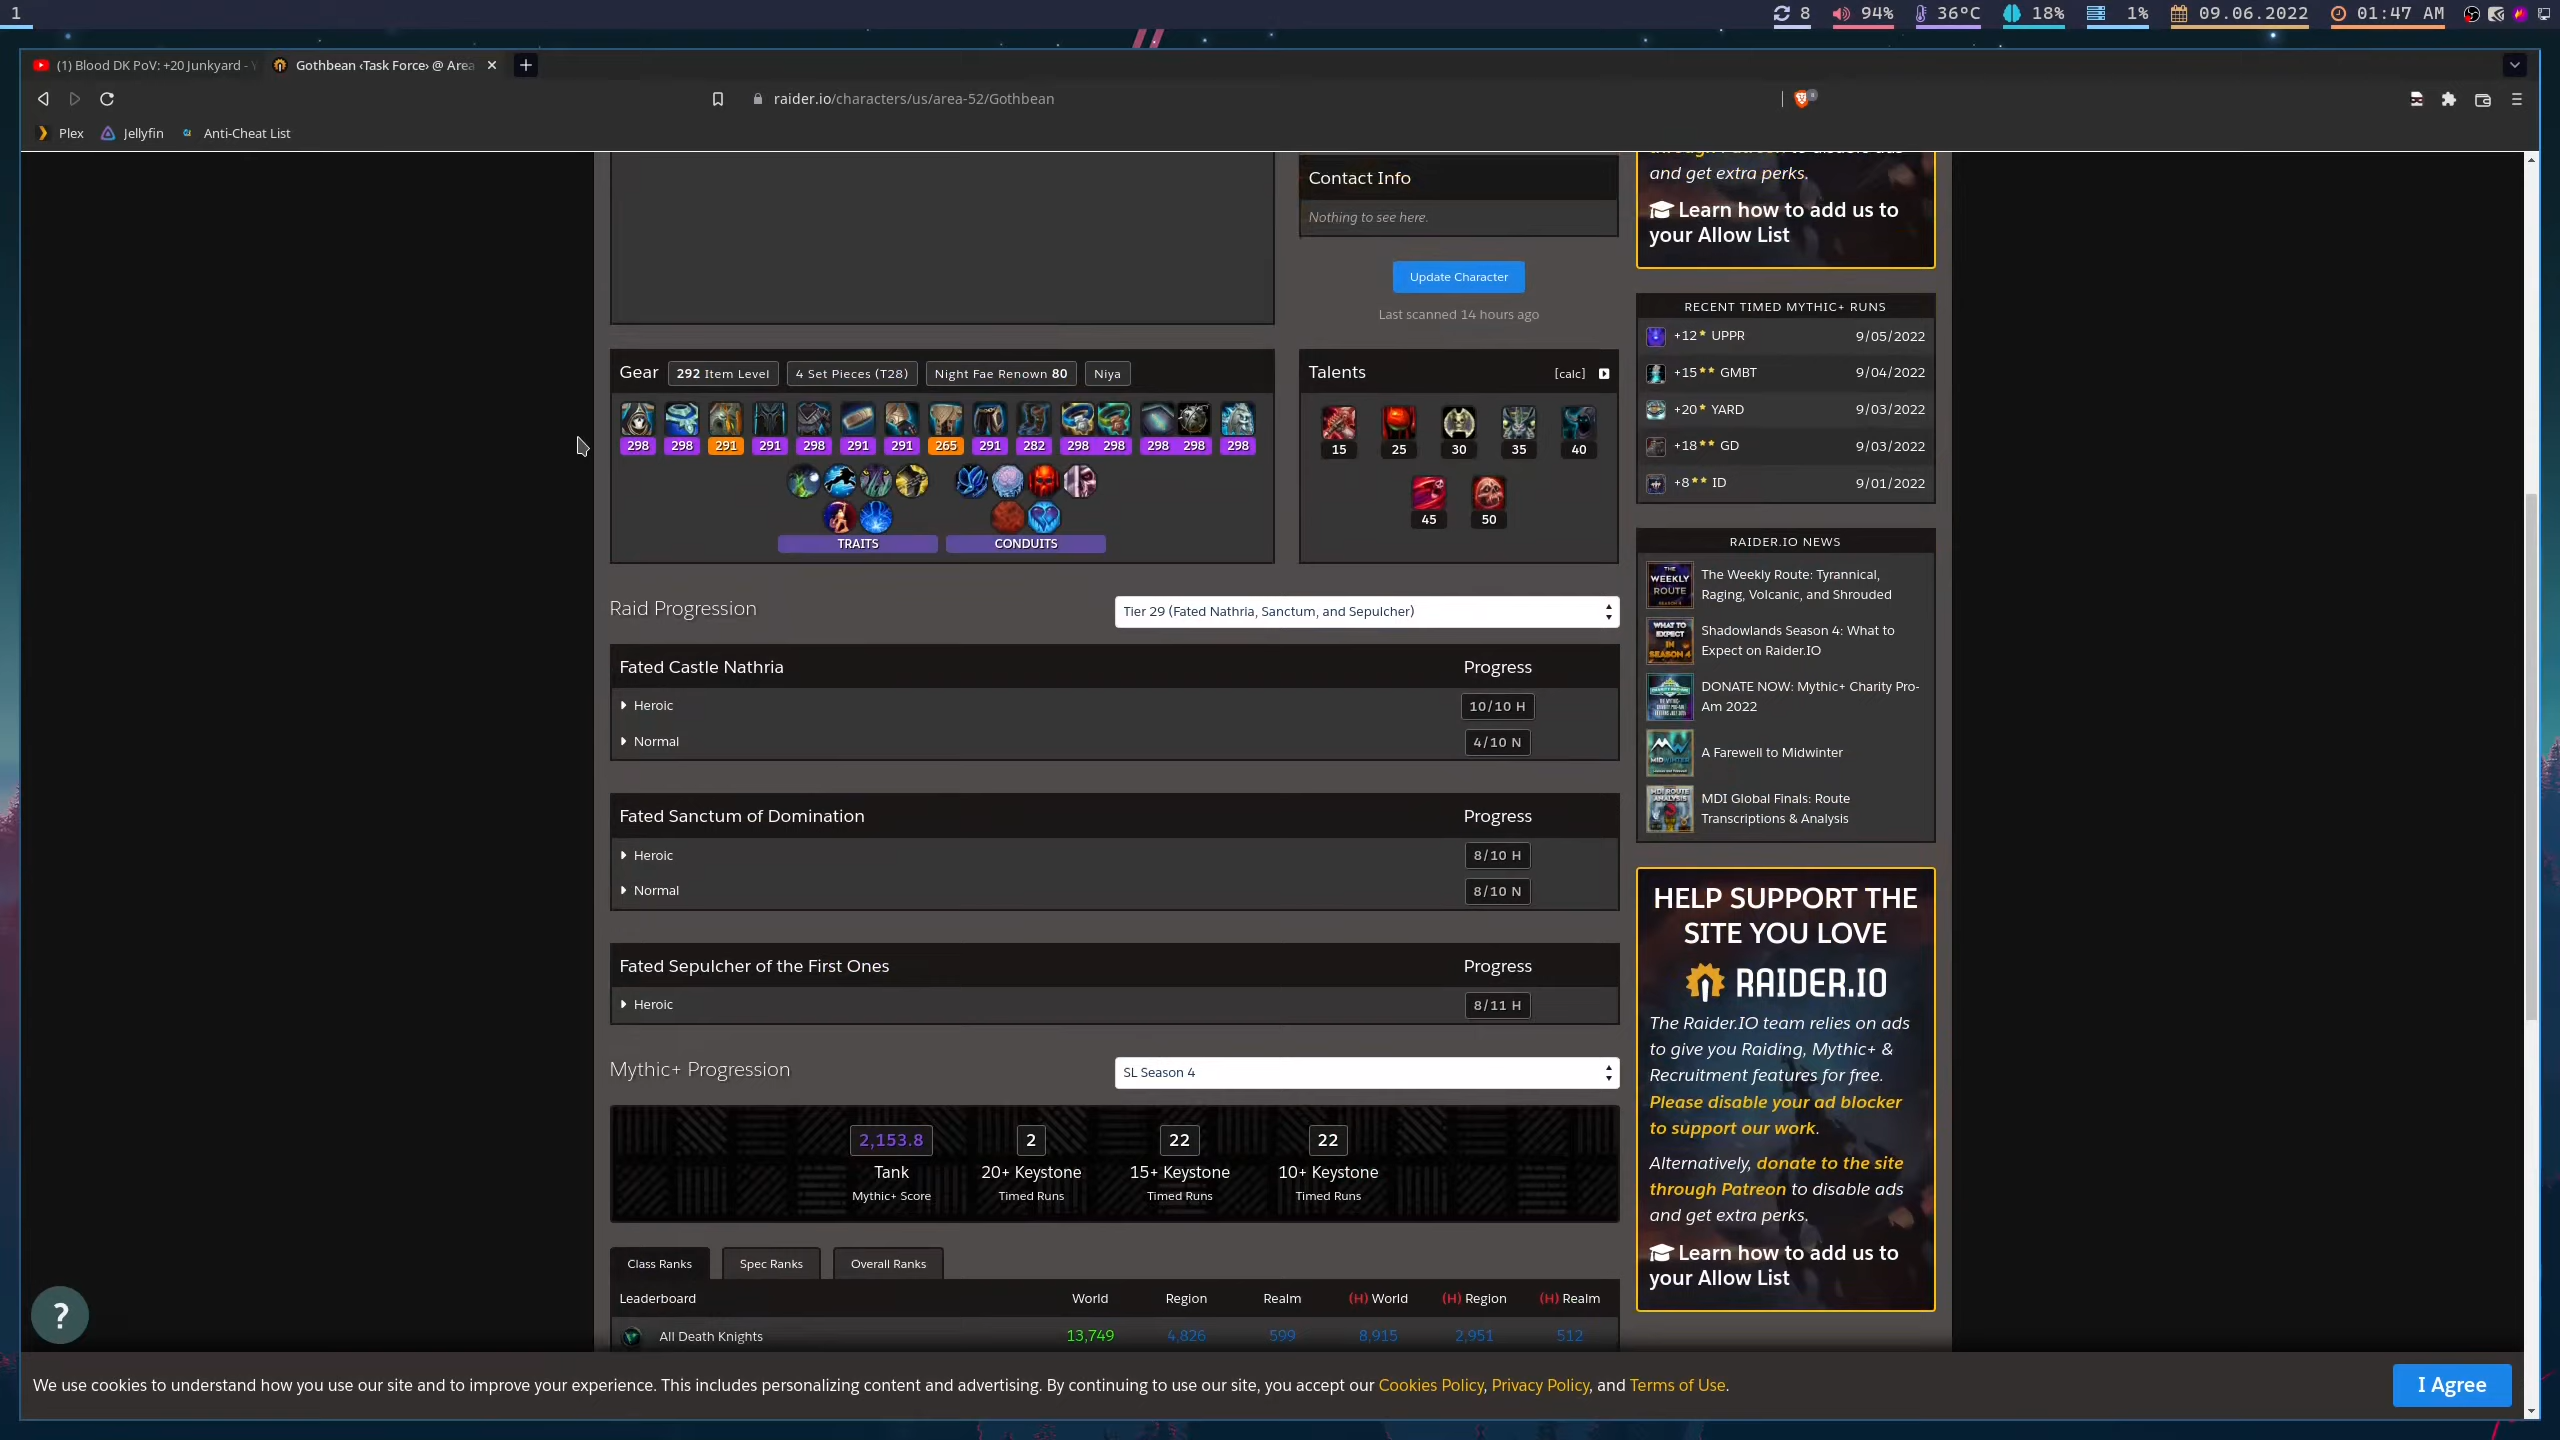 1
8
94%
36°C
18%
1%
09.06.2022
01:47 AM
(1) Blood DK PoV: +20 Junkyard -
Gothbean ‹Task Force› @ Area
raider.io/characters/us/area-52/Gothbean
Plex
Jellyfin
Anti-Cheat List
Contact Info
Nothing to see here.
Update Character
Last scanned 14 hours ago
and get extra perks.
Learn how to add us to
your Allow List
RECENT TIMED MYTHIC+ RUNS
+12* UPPR 9/05/2022
+15** GMBT 9/04/2022
+20* YARD 9/03/2022
+18** GD 9/03/2022
+8** ID 9/01/2022
Gear
292 Item Level
4 Set Pieces (T28)
Night Fae Renown 80
Niya
298 298 291 291 298 291 291 265 291 282 298 298 298 298 298
TRAITS
CONDUITS
Talents
[calc]
15 25 30 35 40
45 50
RAIDER.IO NEWS
THE
WEEKLY
ROUTE
The Weekly Route: Tyrannical,
Raging, Volcanic, and Shrouded
WHAT TO
EXPECT
IN
SEASON 4
Shadowlands Season 4: What to
Expect on Raider.IO
DONATE NOW: Mythic+ Charity Pro-
Am 2022
A Farewell to Midwinter
MDI Global Finals: Route
Transcriptions & Analysis
Raid Progression
Tier 29 (Fated Nathria, Sanctum, and Sepulcher)
Fated Castle Nathria Progress
Heroic 10/10 H
Normal 4/10 N
Fated Sanctum of Domination Progress
Heroic 8/10 H
Normal 8/10 N
Fated Sepulcher of the First Ones Progress
Heroic 8/11 H
Mythic+ Progression
SL Season 4
2,153.8 2 22 22
Tank 20+ Keystone 15+ Keystone 10+ Keystone
Mythic+ Score Timed Runs Timed Runs Timed Runs
Class Ranks
Spec Ranks
Overall Ranks
Leaderboard World Region Realm (H) World (H) Region (H) Realm
All Death Knights 13,749 4,826 599 8,915 2,951 512
HELP SUPPORT THE
SITE YOU LOVE
RAIDER.IO
The Raider.IO team relies on ads
to give you Raiding, Mythic+ &
Recruitment features for free.
Please disable your ad blocker
to support our work.
Alternatively, donate to the site
through Patreon to disable ads
and get extra perks.
Learn how to add us to
your Allow List
?
We use cookies to understand how you use our site and to improve your experience. This includes personalizing content and advertising. By continuing to use our site, you accept our Cookies Policy, Privacy Policy, and Terms of Use.
I Agree